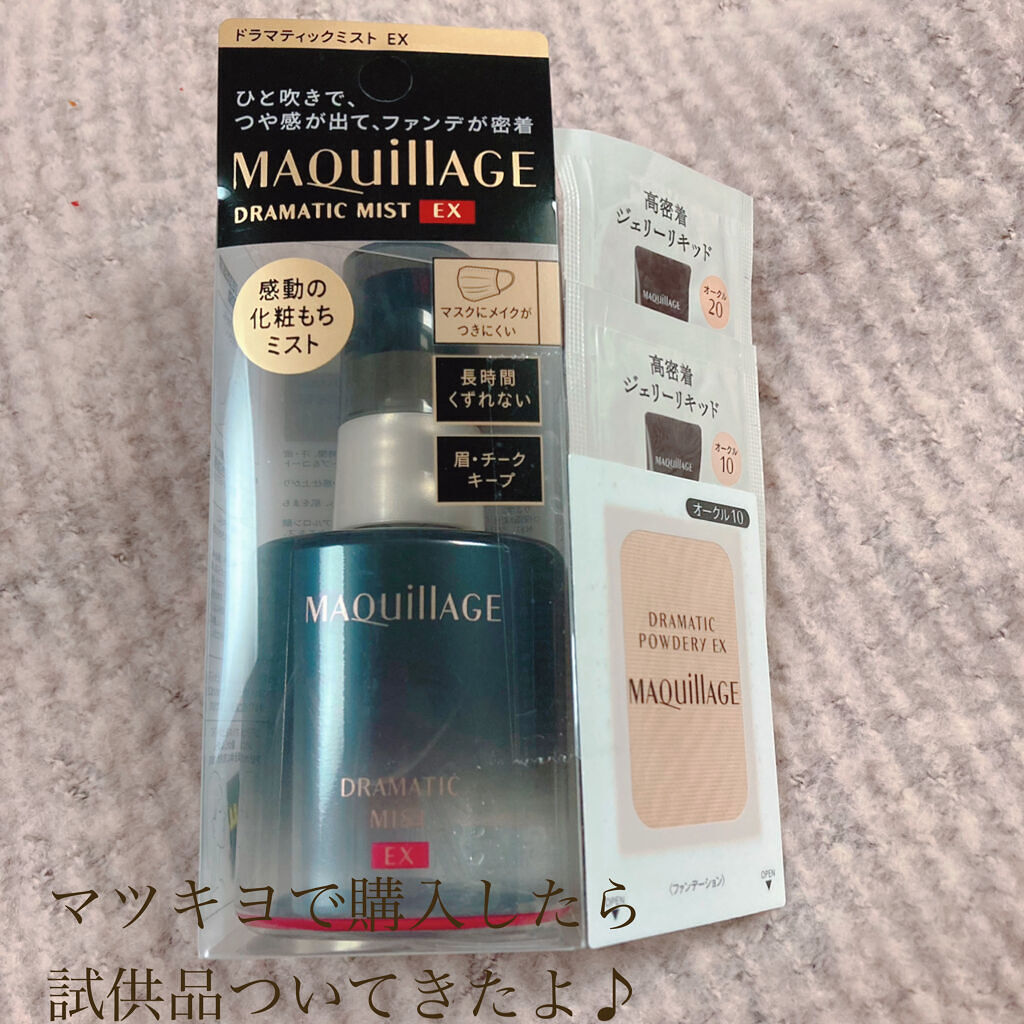 ドラマティックミスト EX
ひと吹きで、
つや感が出て、ファンデが密着
MAQuillAGE
DRAMATIC MIST EX
感動の
化粧もち
ミスト
マスクにメイクが
つきにくい
長時間
くずれない
眉・チーク
キープ
MAQuillAGE
DRAMATIC
MIST
EX
高密着
ジェリーリキッド
MAQuillAGE
オークル
20
高密着
ジェリーリキッド
MAQuillAGE
オークル
10
オークル10
DRAMATIC
POWDERY EX
MAQuillAGE
(ファンデーション)
OPEN
OPEN
マツキヨで購入したら
試供品ついてきたよ♪